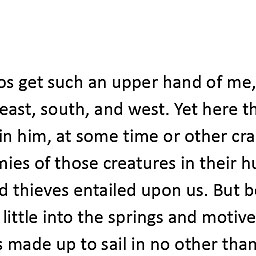 os get such an upper hand of me,
east, south, and west. Yet here th
in him, at some time or other cra
mies of those creatures in their hu
d thieves entailed upon us. But b
little into the springs and motive
s made up to sail in no other than